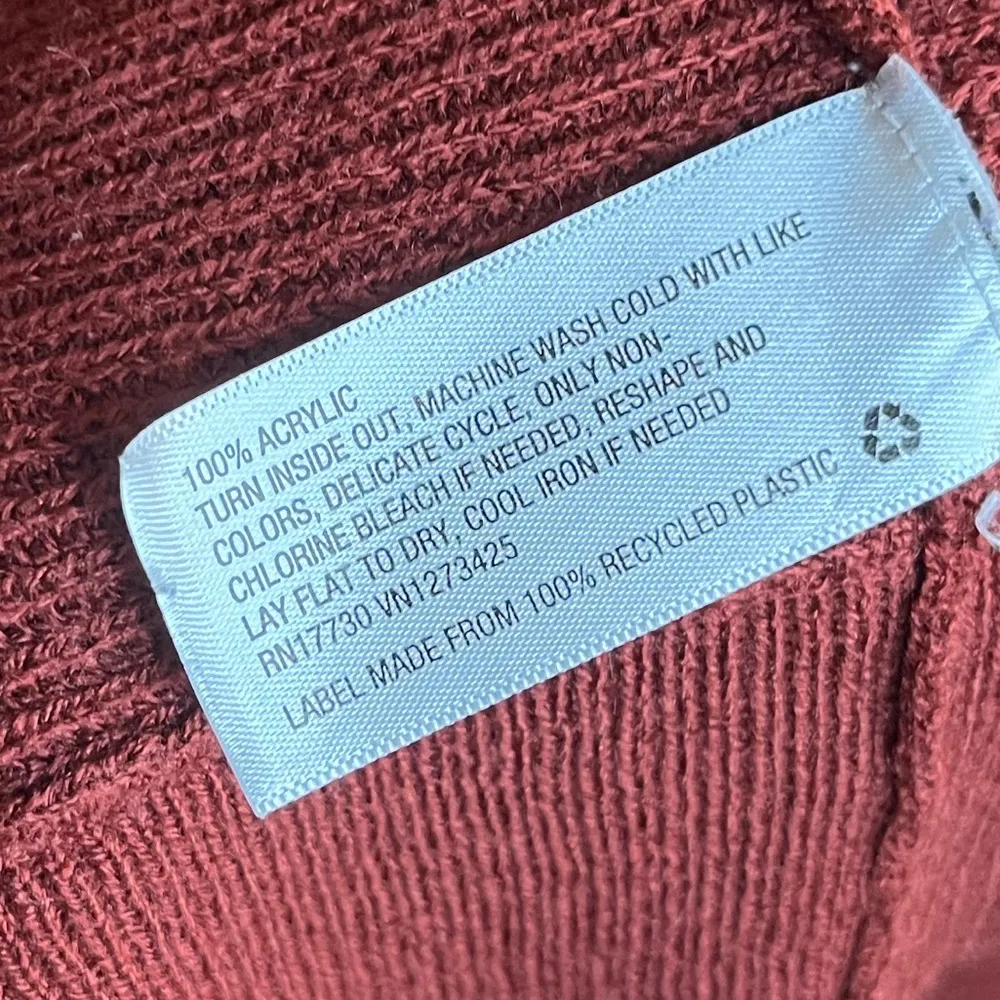 100% ACRYLIC
TURN INSIDE OUT, MACHINE WASH COLD WITH LIKE
COLORS, DELICATE CYCLE, ONLY NON-
CHLORINE BLEACH IF NEEDED, RESHAPE AND
LAY FLAT TO DRY, COOL IRON IF NEEDED
RN17730 VN1273425
LABEL MADE FROM 100% RECYCLED PLASTIC